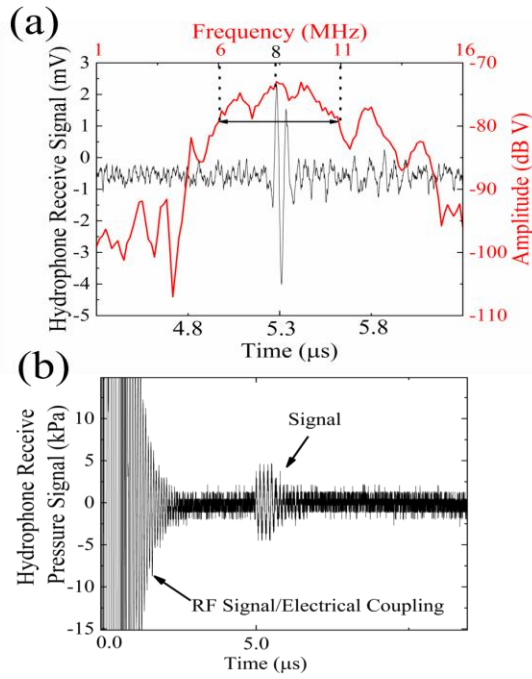 (a)
Frequency (MHz)
1 6 8 11 16
Hydrophone Receive Signal (mV)
3
2
1
0
-1
-2
-3
-4
-5
-70
-80
-90
-100
-110
Amplitude (dB V)
4.8 5.3 5.8
Time (μs)
(b)
Hydrophone Receive
Pressure Signal (kPa)
10
5
0
-5
-10
-15
Signal
RF Signal/Electrical Coupling
0.0 5.0
Time (μs)